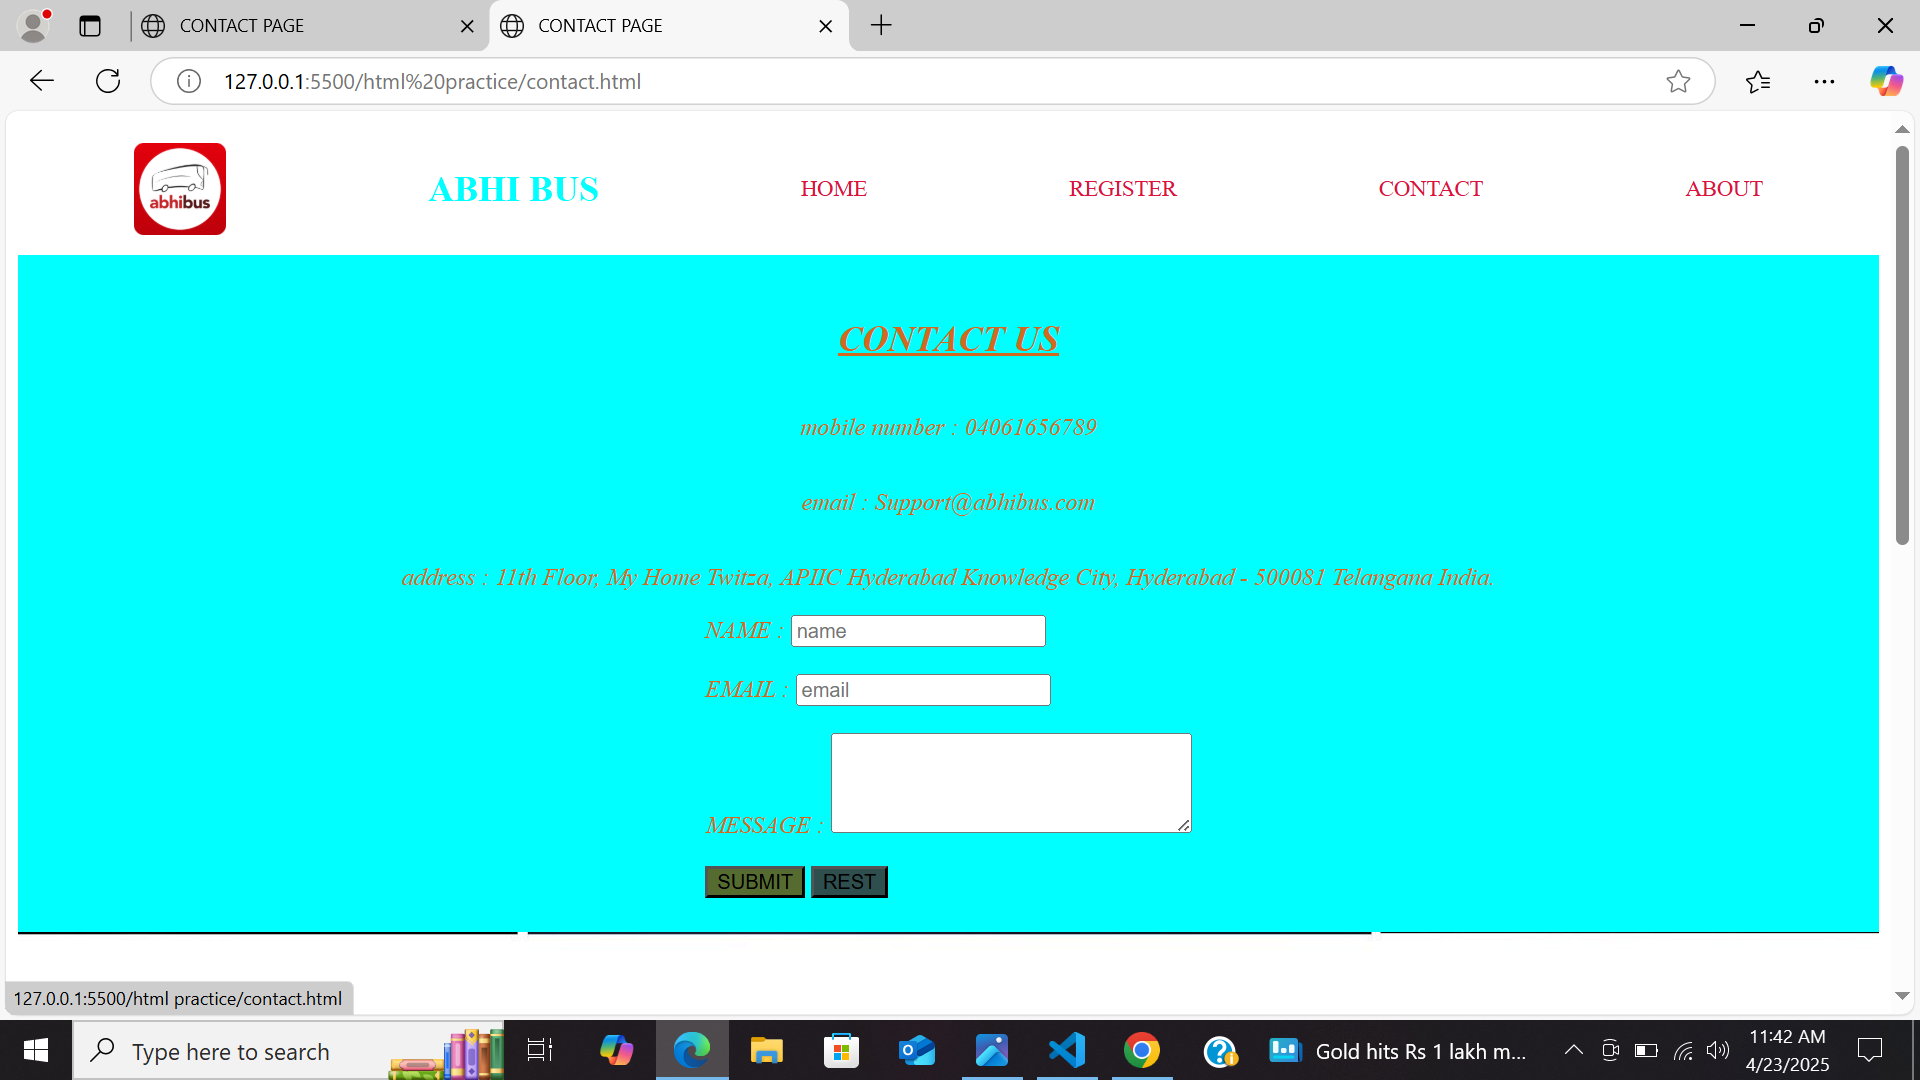 CONTACT PAGE
CONTACT PAGE
127.0.0.1:5500/html%20practice/contact.html
abhibus
ABHI BUS
HOME
REGISTER
CONTACT
ABOUT
CONTACT US
mobile number : 04061656789
email : Support@abhibus.com
address : 11th Floor, My Home Twitza, APIIC Hyderabad Knowledge City, Hyderabad - 500081 Telangana India.
NAME : name
EMAIL : email
MESSAGE :
SUBMIT REST
127.0.0.1:5500/html practice/contact.html
Type here to search
Gold hits Rs 1 lakh m...
11:42 AM
4/23/2025